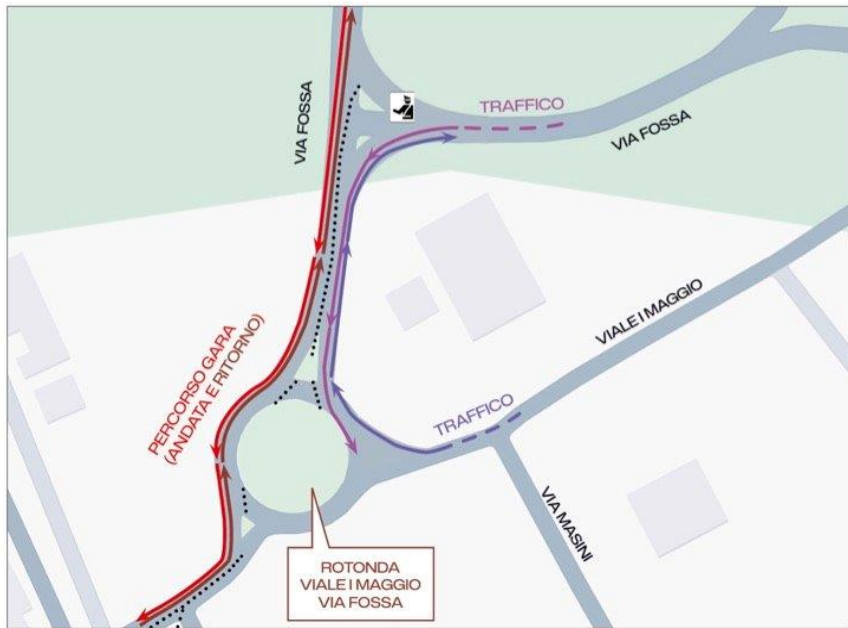 VIA FOSSA
TRAFFICO
VIA FOSSA
VIALE I MAGGIO
PERCORSO GARA
(ANDATA E RITORNO)
TRAFFICO
VIA MASINI
ROTONDA
VIALE I MAGGIO
VIA FOSSA